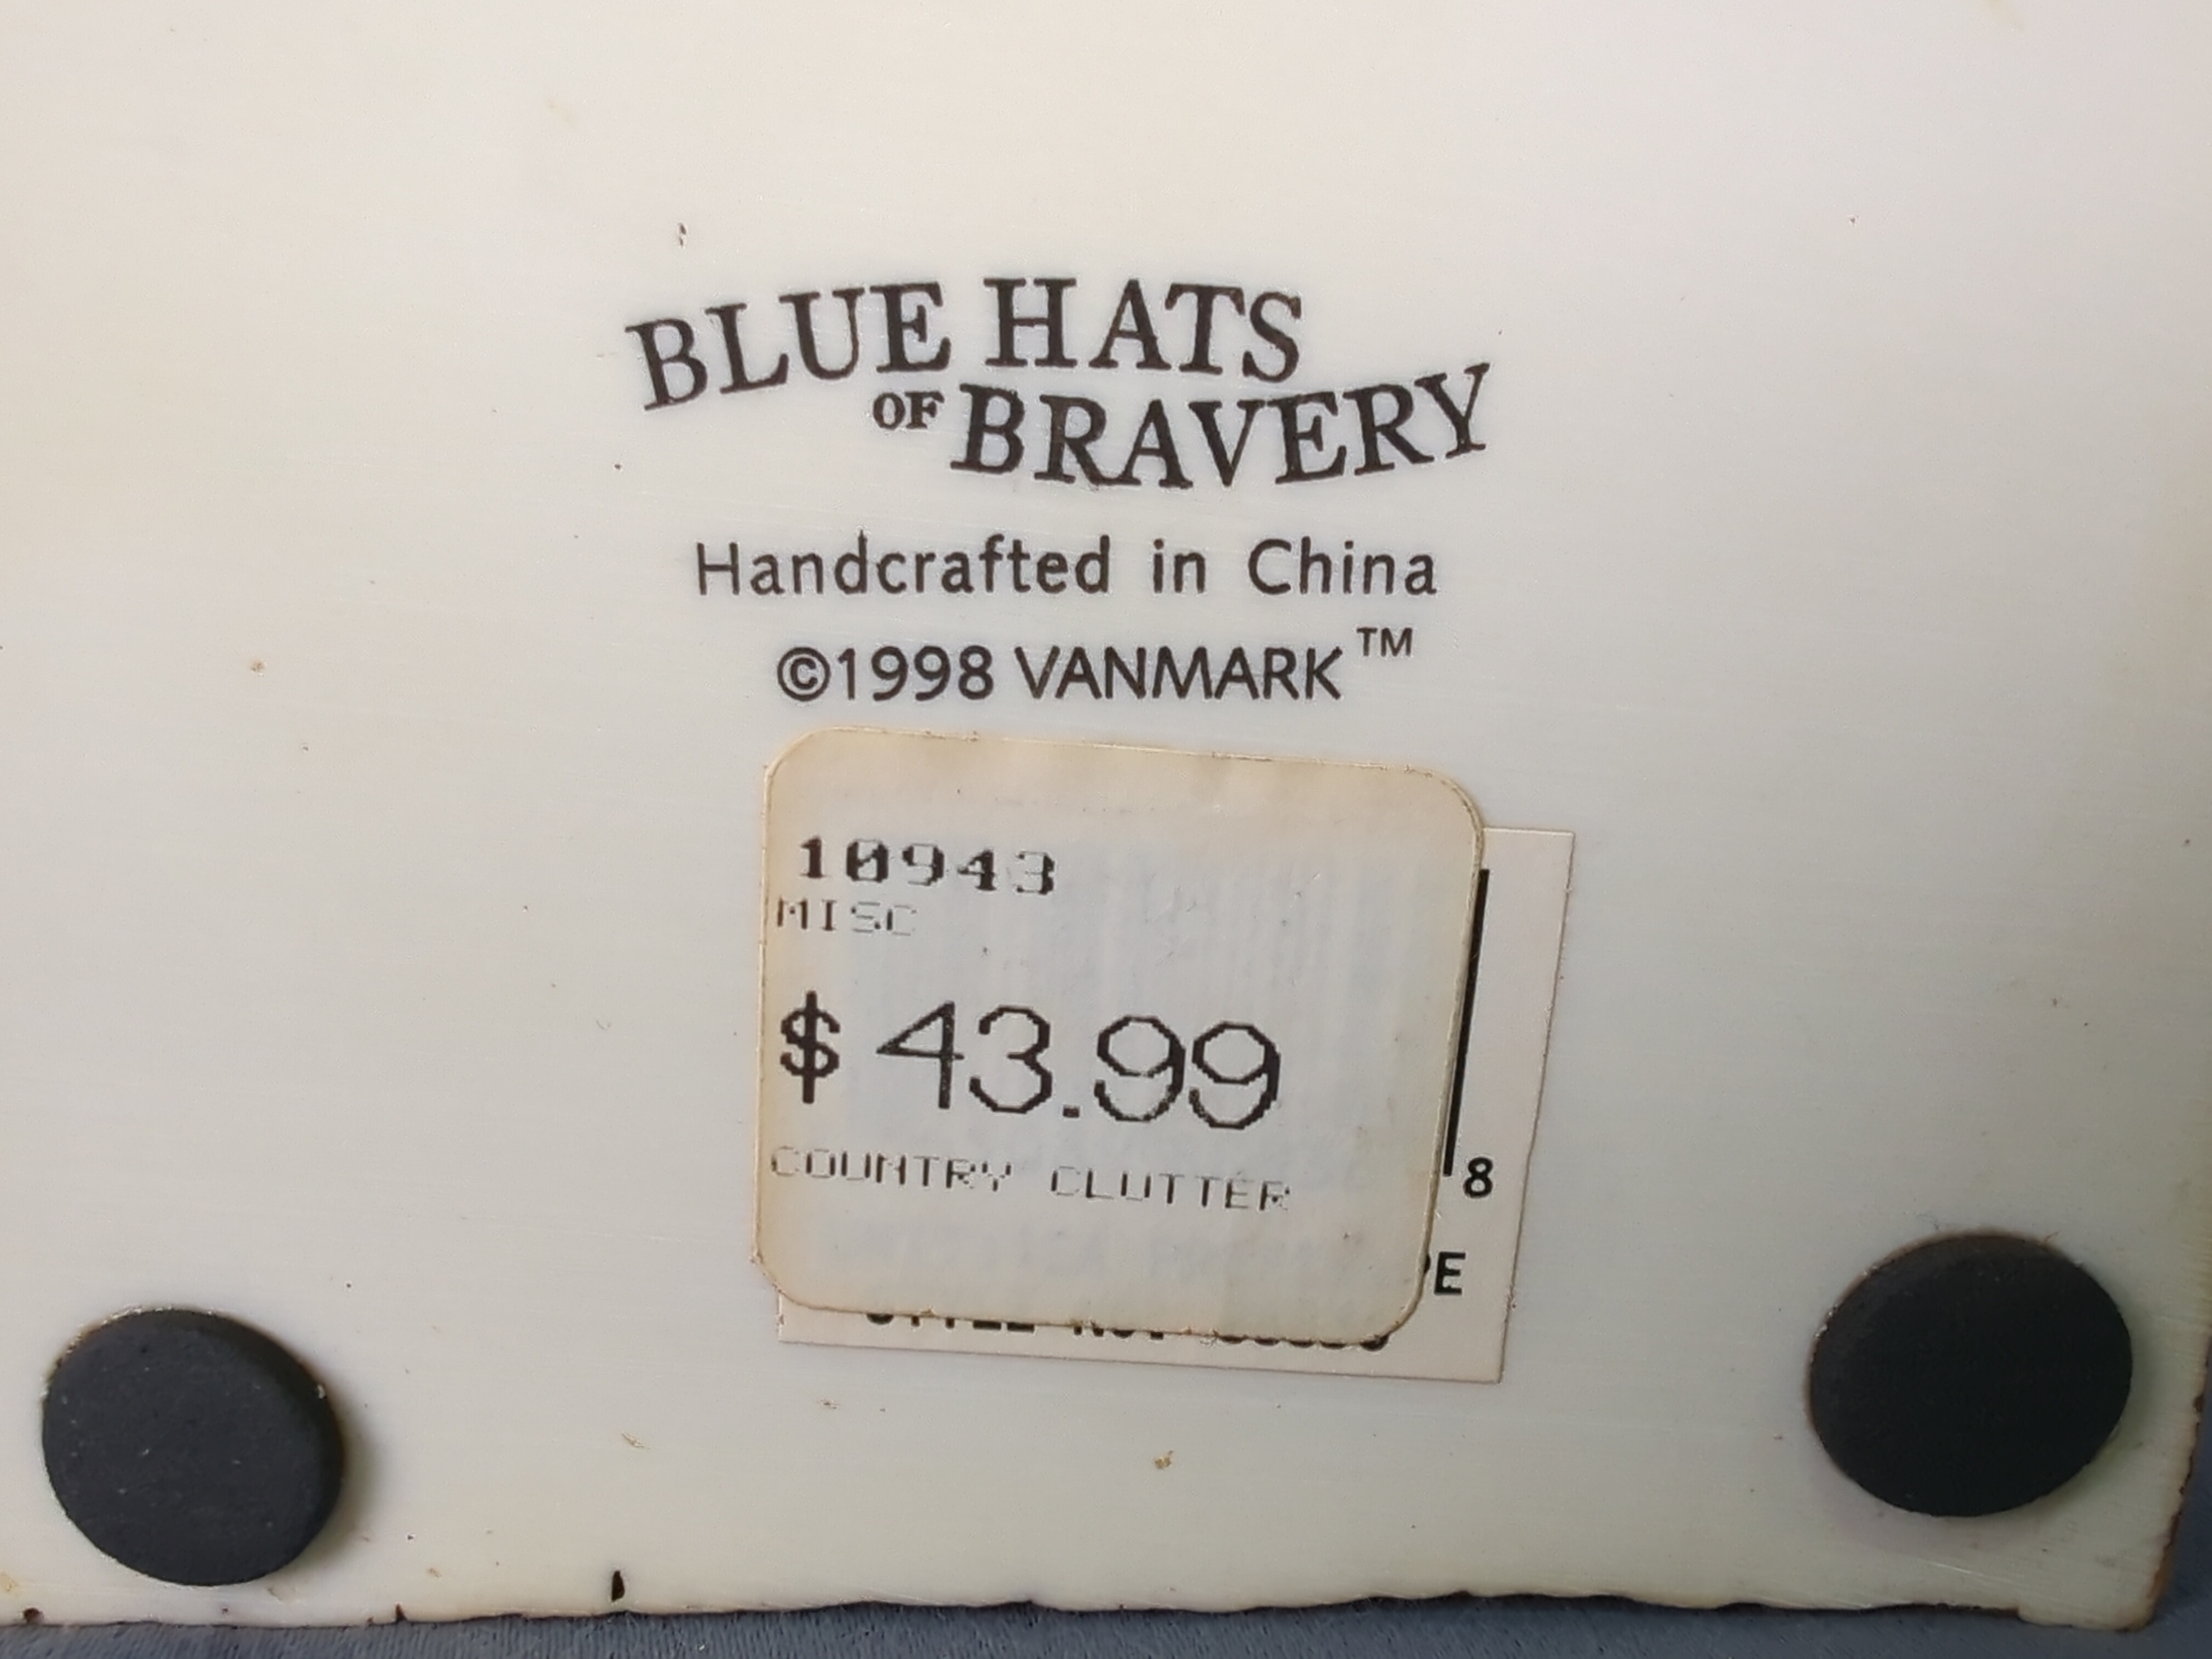 BLUE HATS
OF BRAVERY
Handcrafted in China
©1998 VANMARK™
10943
MISC
$ 43.99
COUNTRY CLUTTER
8